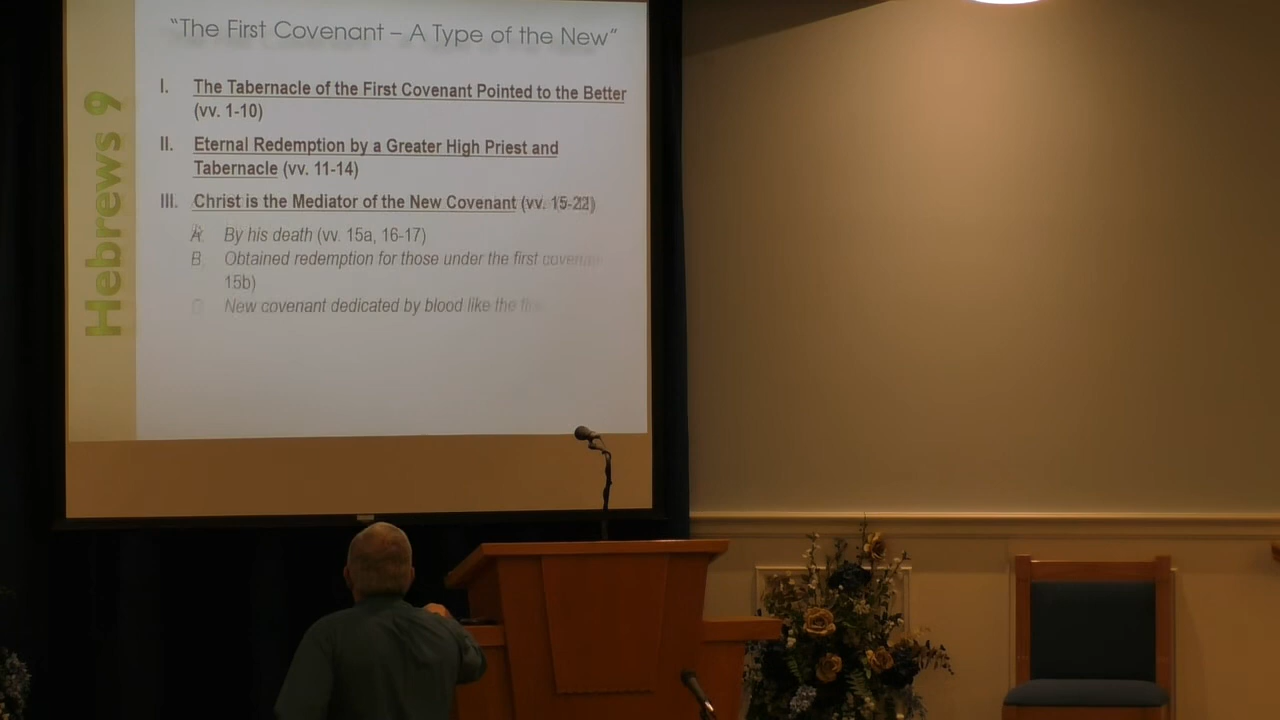 "The First Covenant – A Type of the New"
Hebrews 9
I. The Tabernacle of the First Covenant Pointed to the Better
(vv. 1-10)
II. Eternal Redemption by a Greater High Priest and
Tabernacle (vv. 11-14)
III. Christ is the Mediator of the New Covenant (vv. 15-22)
A. By his death (vv. 15a, 16-17)
B. Obtained redemption for those under the first
15b)
New covenant dedicated by blood like the